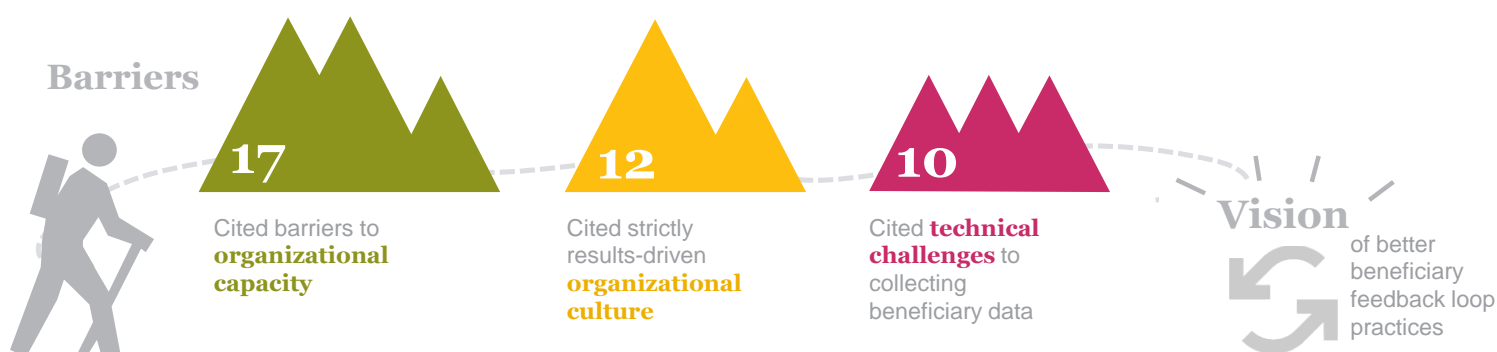 Barriers
17
Cited barriers to
organizational
capacity
12
Cited strictly
results-driven
organizational
culture
10
Cited technical
challenges to
collecting
beneficiary data
Vision
of better
beneficiary
feedback loop
practices